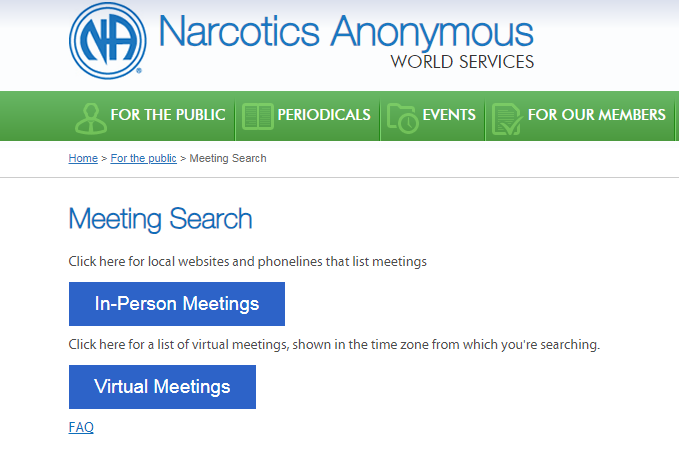 NA ®
Narcotics Anonymous
WORLD SERVICES
FOR THE PUBLIC PERIODICALS EVENTS FOR OUR MEMBERS
Home > For the public > Meeting Search
Meeting Search
Click here for local websites and phonelines that list meetings
In-Person Meetings
Click here for a list of virtual meetings, shown in the time zone from which you're searching.
Virtual Meetings
FAQ